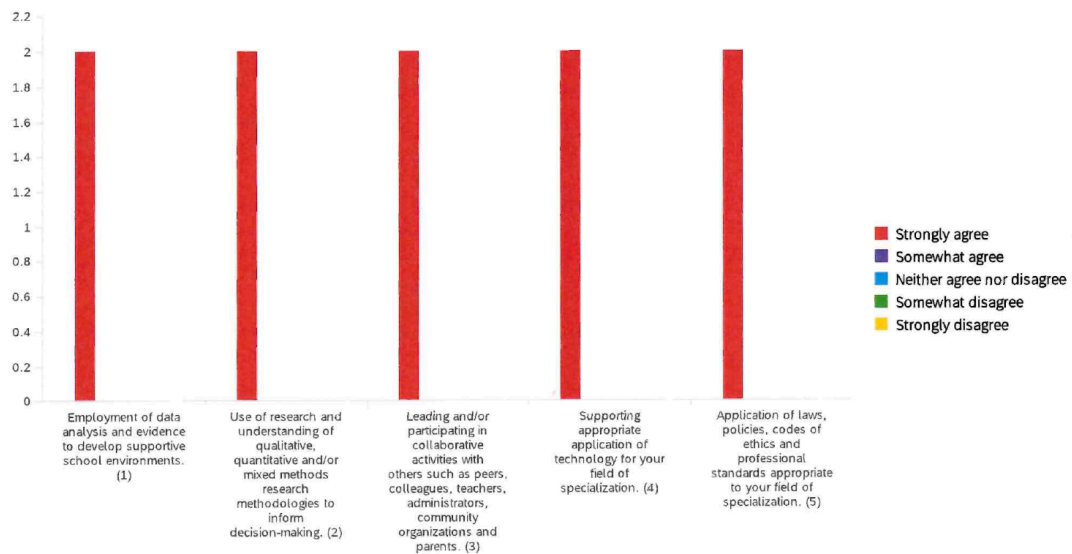 2.2
2
1.8
1.6
1.4
1.2
1
0.8
0.6
0.4
0.2
0
Employment of data
analysis and evidence
to develop supportive
school environments.
(1)
Use of research and
understanding of
qualitative,
quantitative and/or
mixed methods
research
methodologies to
inform
decision-making. (2)
Leading and/or
participating in
collaborative
activities with
others such as peers,
colleagues, teachers,
administrators,
community
organizations and
parents. (3)
Supporting
appropriate
application of
technology for your
field of
specialization. (4)
Application of laws,
policies, codes of
ethics and
professional
standards appropriate
to your field of
specialization. (5)
Strongly agree
Somewhat agree
Neither agree nor disagree
Somewhat disagree
Strongly disagree